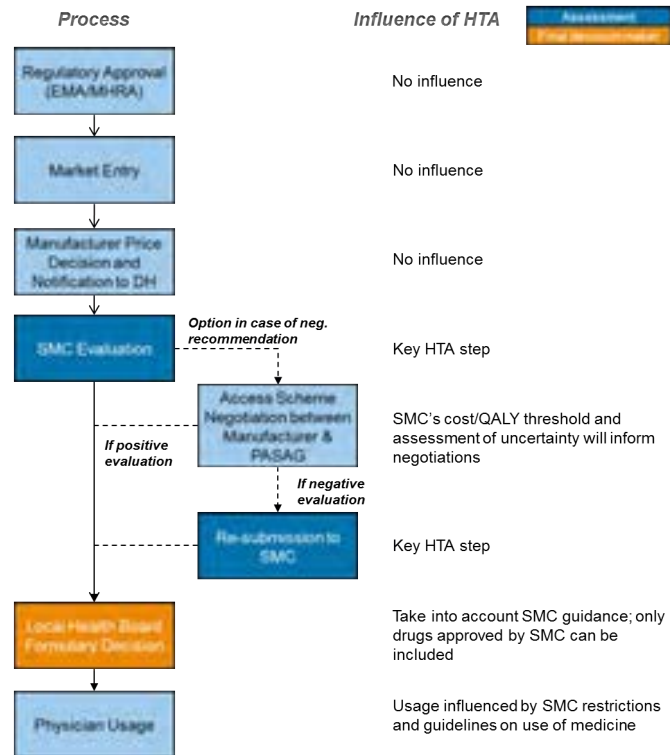 Process
Influence of HTA
Assessment
Final decision maker
Regulatory Approval
(EMA/MHRA)
No influence
Market Entry
No influence
Manufacturer Price
Decision and
Notification to DH
No influence
Option in case of neg.
recommendation
SMC Evaluation
Key HTA step
Access Scheme
Negotiation between
Manufacturer &
PASAG
SMC's cost/QALY threshold and
assessment of uncertainty will inform
negotiations
If positive
evaluation
If negative
evaluation
Re-submission to
SMC
Key HTA step
Local Health Board
Formulary Decision
Take into account SMC guidance; only
drugs approved by SMC can be
included
Physician Usage
Usage influenced by SMC restrictions
and guidelines on use of medicine